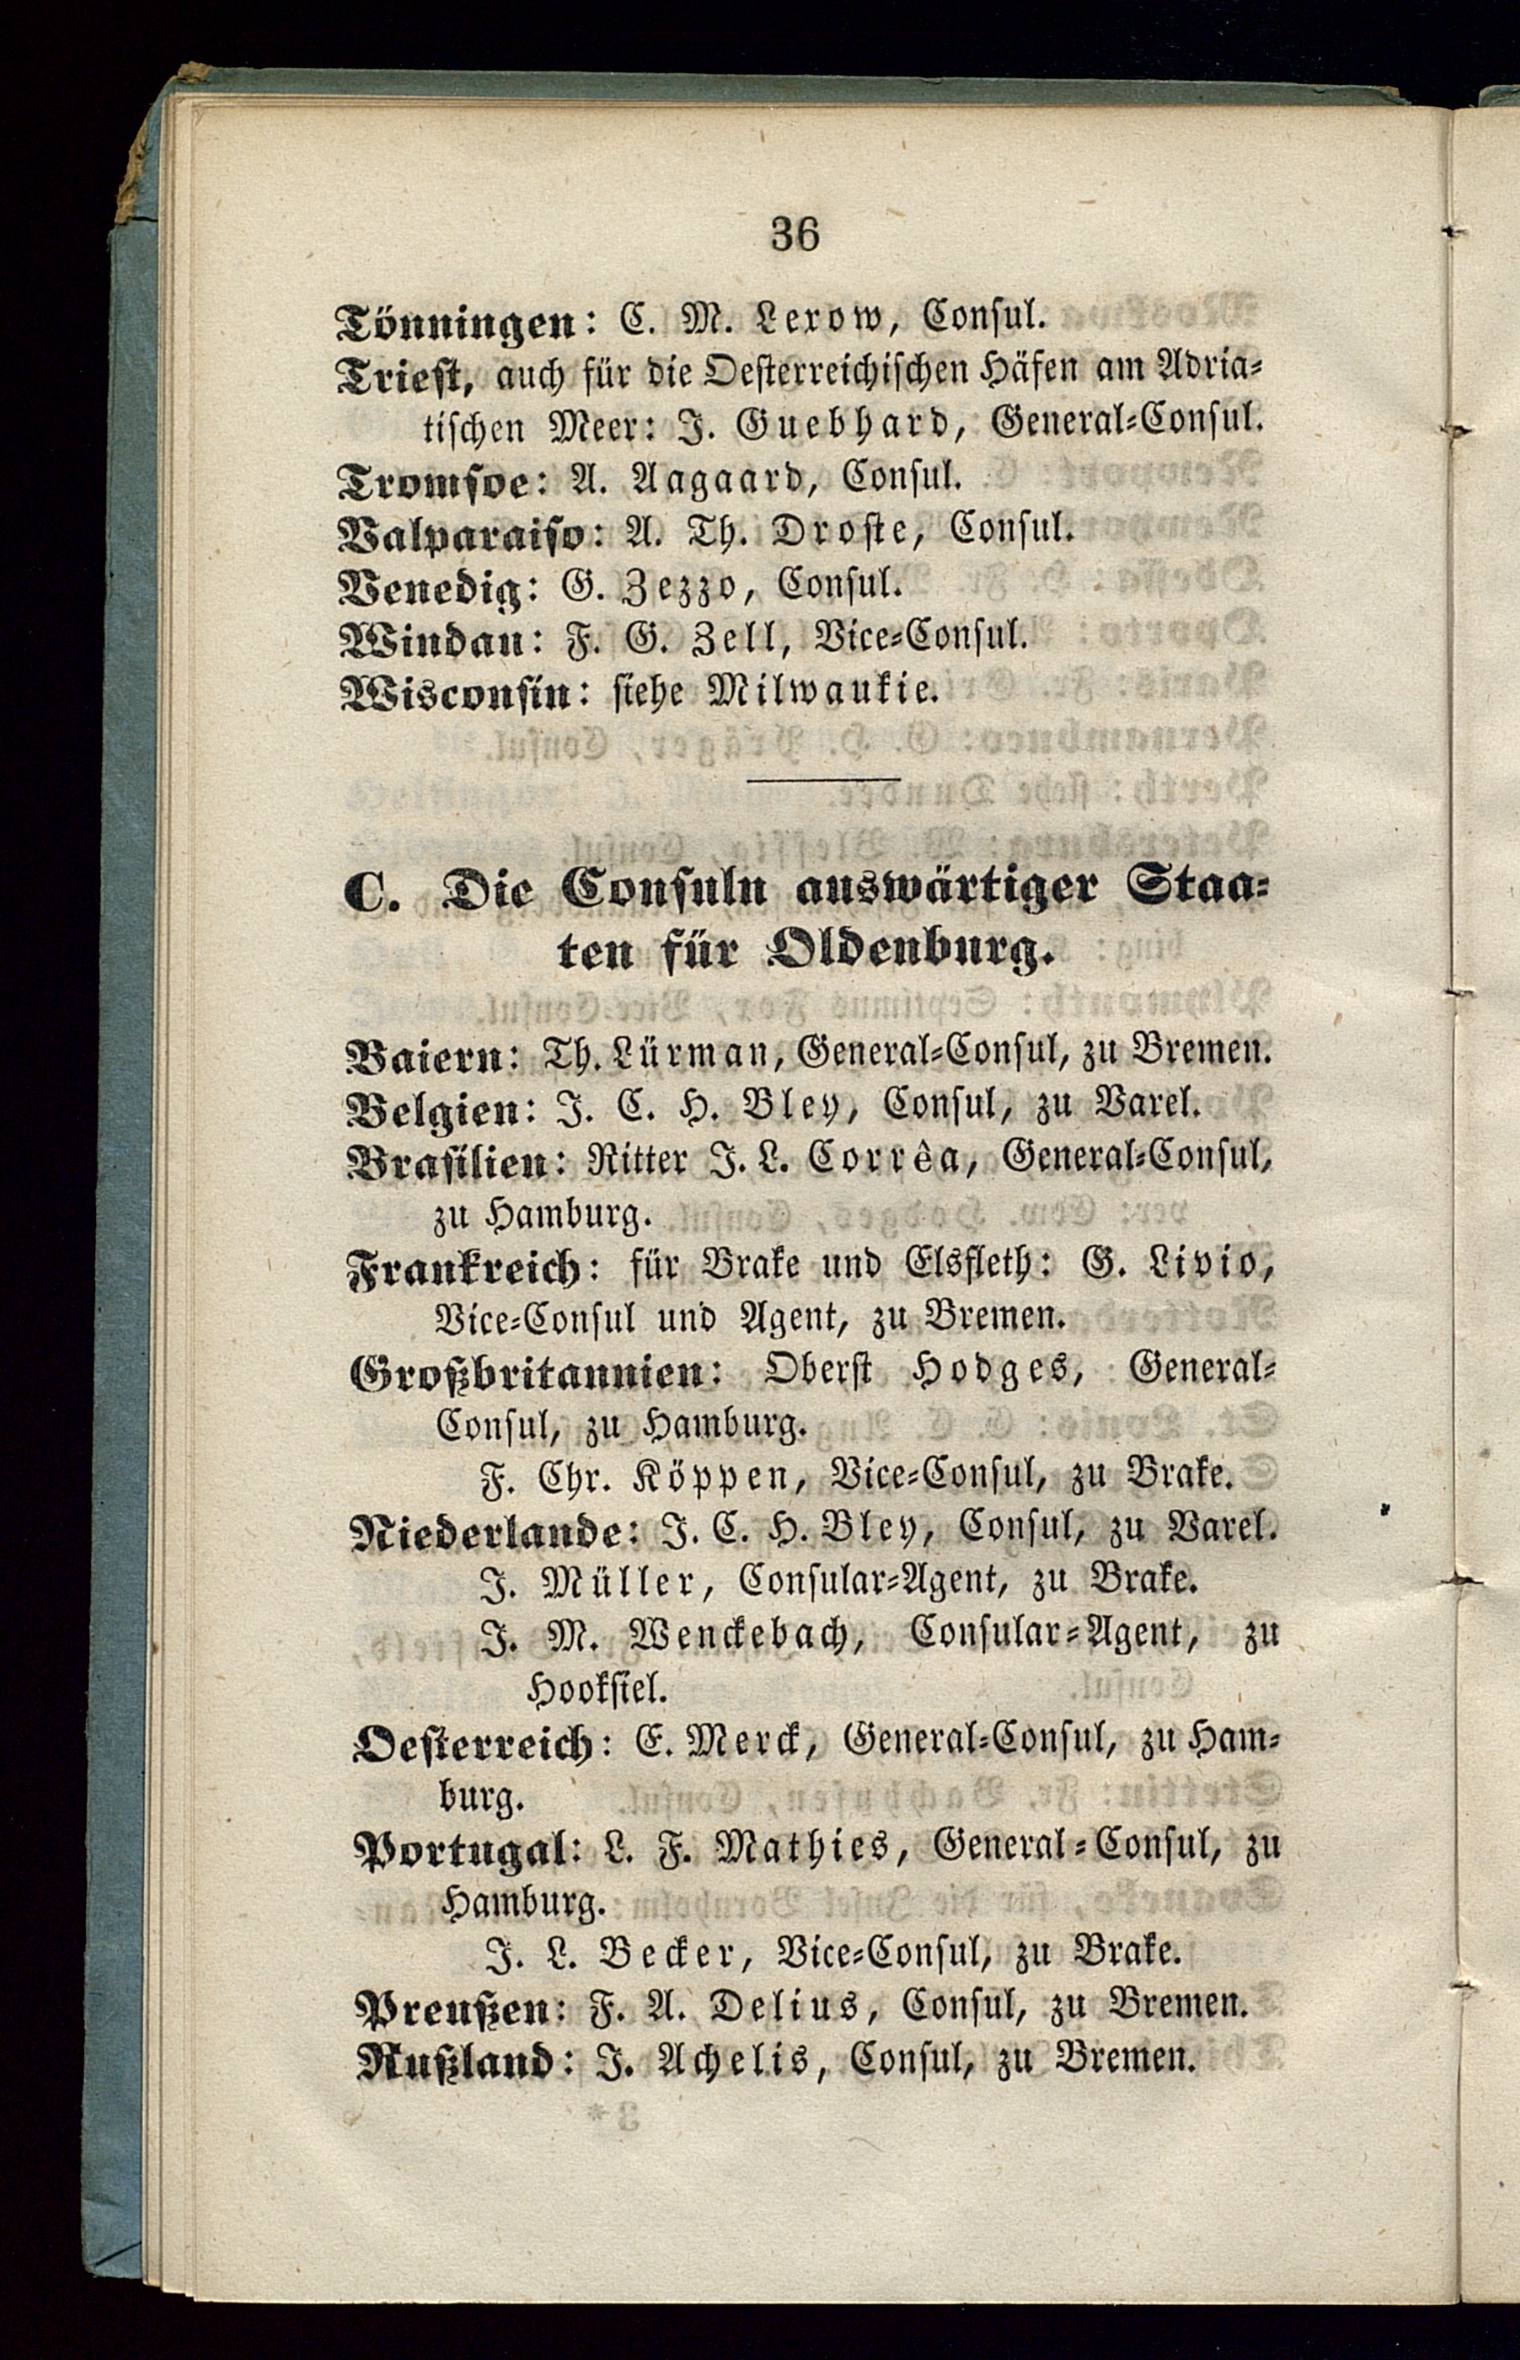 36
Tönningen: C. M. Lexow, Consul.
Triest, auch für die Oesterreichischen Häfen am Adria-
tischen Meer: J. Guebhard, General-Consul.
Tromsoe: A. Aagaard, Consul.
Valparaiso: A. Th. Droste, Consul.
Venedig: G. Zezzo, Consul.
Windau: F. G. Zell, Vice-Consul.
Wisconsin: siehe Milwaukie.
C. Die Consuln auswärtiger Staa-
ten für Oldenburg.
Baiern: Th. Lürman, General-Consul, zu Bremen.
Belgien: J. C. H. Bley, Consul, zu Varel.
Brasilien: Ritter J. L. Corrêa, General-Consul,
zu Hamburg.
Frankreich: für Brake und Elsfleth: G. Livio,
Vice-Consul und Agent, zu Bremen.
Großbritannien: Oberst Hodges, General-
Consul, zu Hamburg.
F. Chr. Köppen, Vice-Consul, zu Brake.
Niederlande: J. C. H. Bley, Consul, zu Varel.
J. Müller, Consular-Agent, zu Brake.
J. M. Wenckebach, Consular-Agent, zu
Hooksiel.
Oesterreich: E. Merck, General-Consul, zu Ham-
burg.
Portugal: L. F. Mathies, General-Consul, zu
Hamburg.
J. L. Becker, Vice-Consul, zu Brake.
Preußen: F. A. Delius, Consul, zu Bremen.
Rußland: J. Achelis, Consul, zu Bremen.